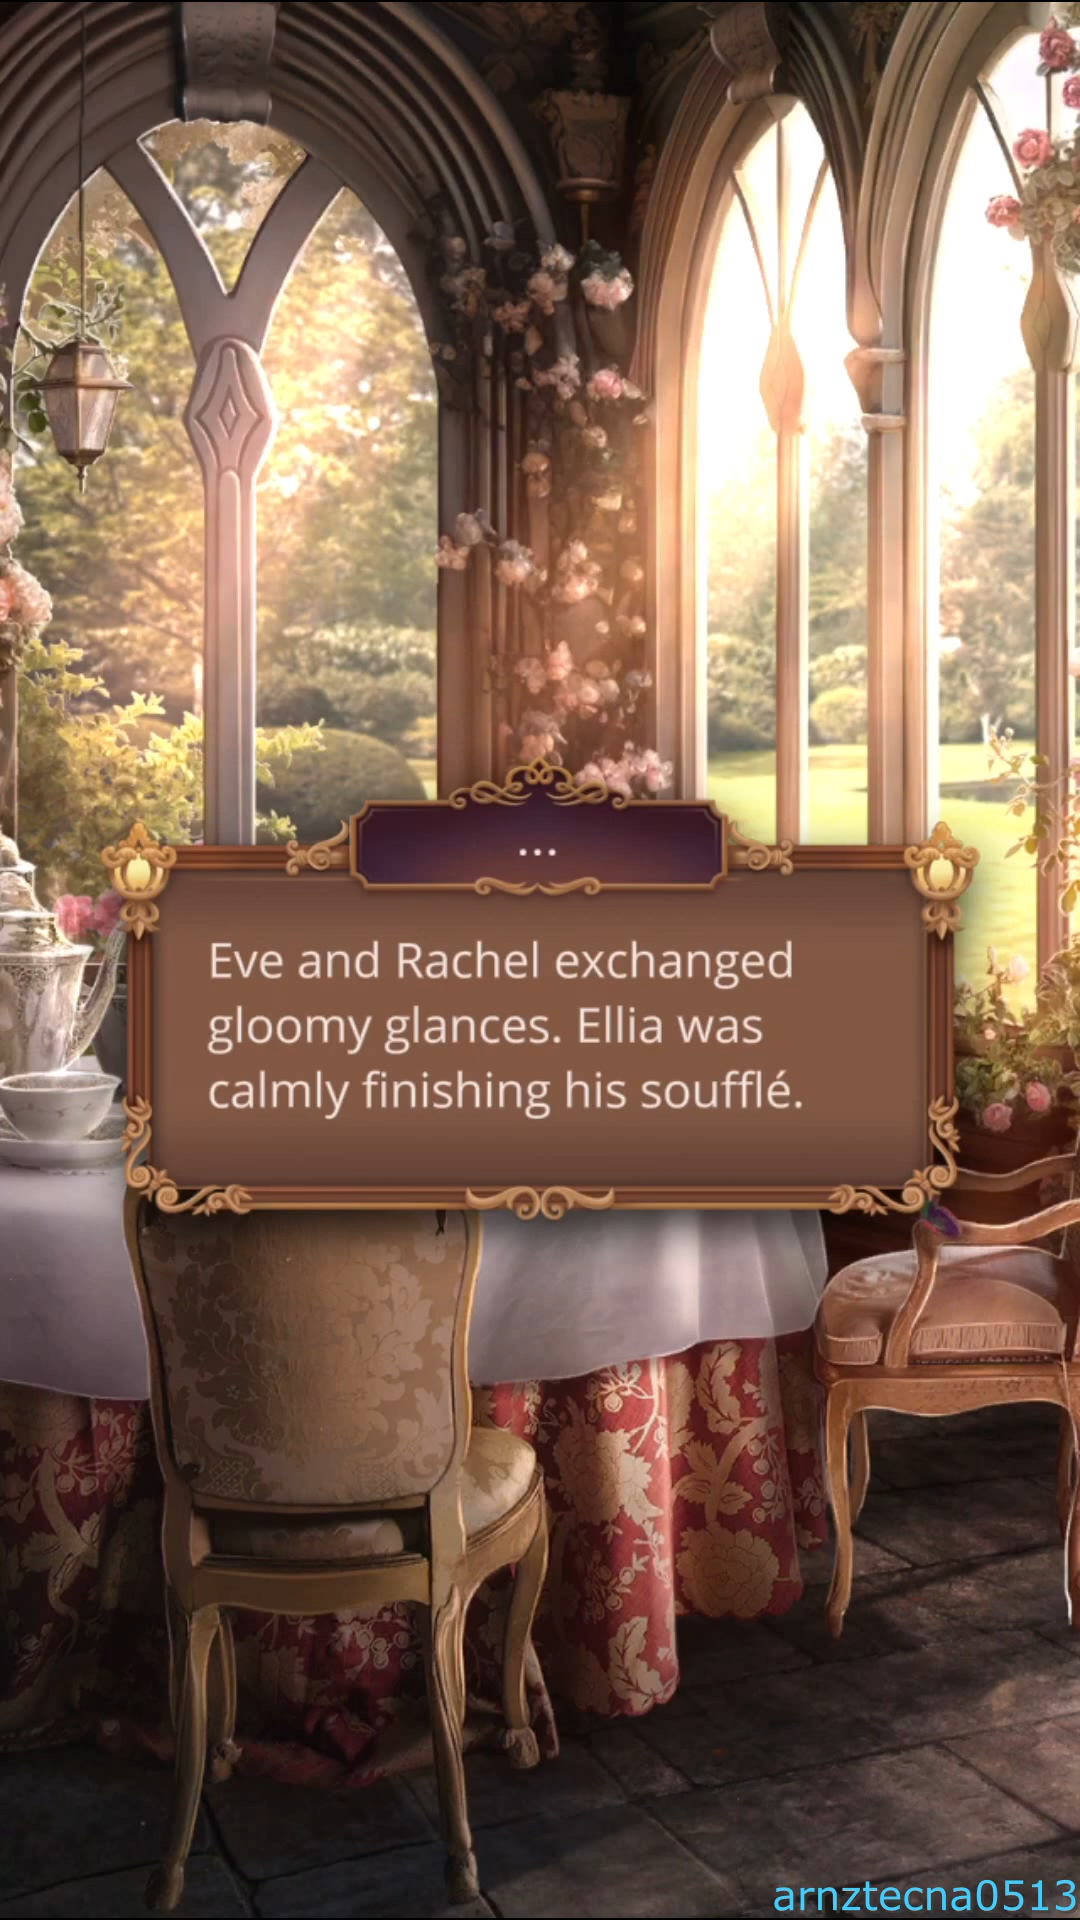 ...
Eve and Rachel exchanged
gloomy glances. Ellia was
calmly finishing his soufflé.
arnztecna0513